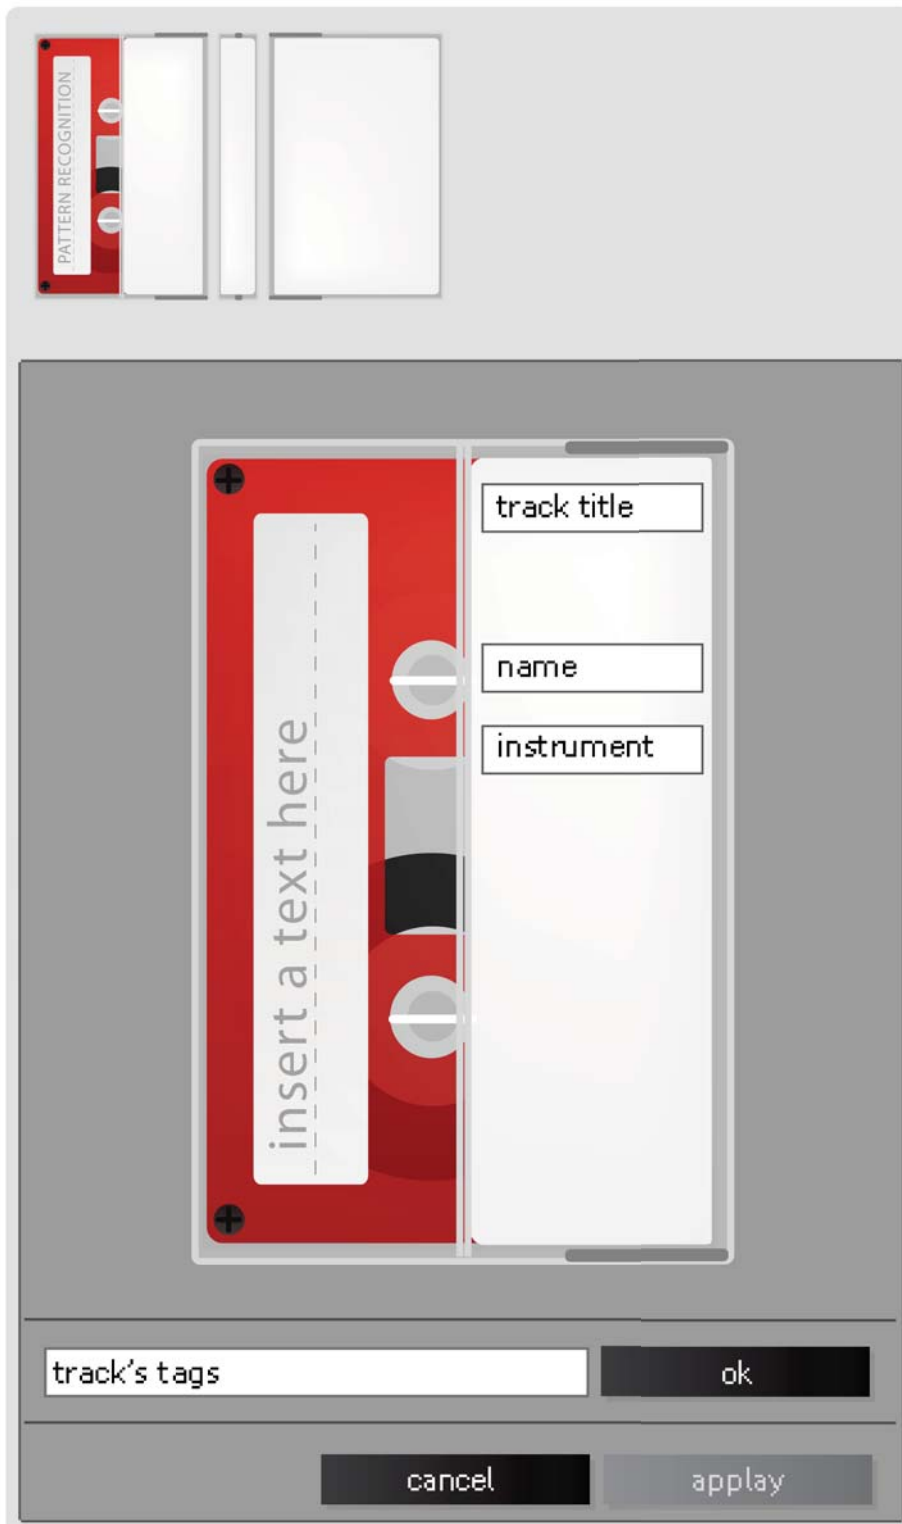 PATTERN RECOGNITION
track title
name
instrument
insert a text here
track's tags
ok
cancel
applay